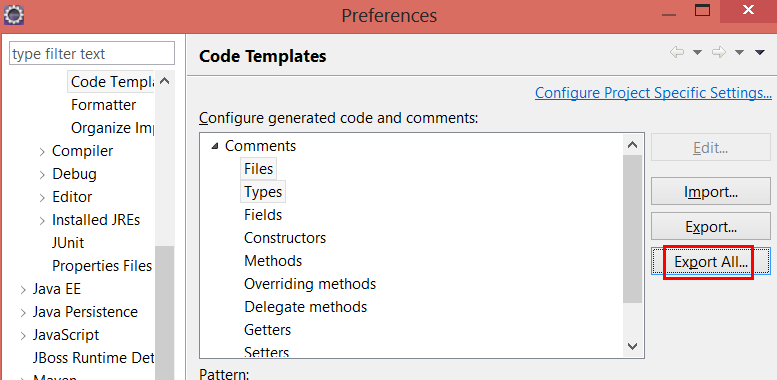 Preferences
type filter text
Code Templa
Formatter
Organize Imp
Compiler
Debug
Editor
Installed JREs
JUnit
Properties Files
Java EE
Java Persistence
JavaScript
JBoss Runtime Det
Maven
Code Templates
Configure Project Specific Settings...
Configure generated code and comments:
Comments
Files
Types
Fields
Constructors
Methods
Overriding methods
Delegate methods
Getters
Setters
Edit...
Import...
Export...
Export All...
Pattern: